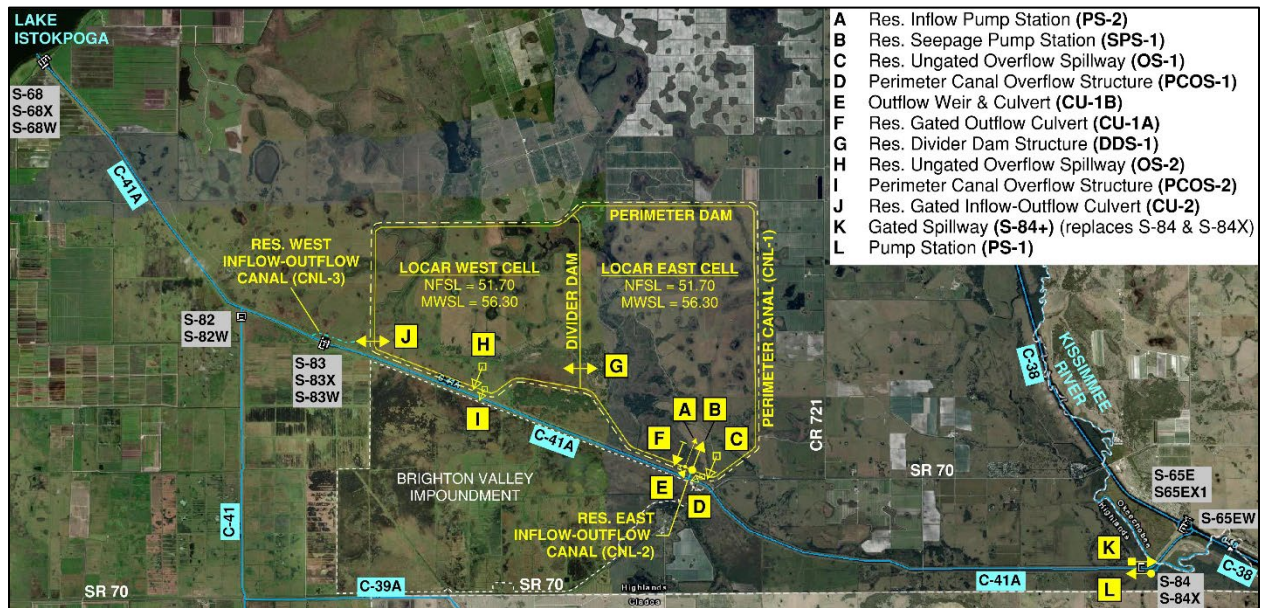 LAKE
ISTOKPOGA
S-68
S-68X
S-68W
C-41A
RES. WEST
INFLOW-OUTFLOW
CANAL (CNL-3)
S-82
S-82W
S-83
S-83X
S-83W
C-41
SR 70
C-39A
SR 70
PERIMETER DAM
LOCAR WEST CELL
NFSL = 51.70
MWSL = 56.30
DIVIDER DAM
LOCAR EAST CELL
NFSL = 51.70
MWSL = 56.30
PERIMETER CANAL (CNL-1)
J
H
G
I
C-41A
A
B
F
C
E
D
BRIGHTON VALLEY
IMPOUNDMENT
RES. EAST
INFLOW-OUTFLOW
CANAL (CNL-2)
Highlands
Glades
CR 721
SR 70
C-38
KISSIMMEE
RIVER
S-65E
S65EX1
S-65EW
Okeechobee
Highlands
K
L
C-38
C-41A
S-84
S-84X
A Res. Inflow Pump Station (PS-2)
B Res. Seepage Pump Station (SPS-1)
C Res. Ungated Overflow Spillway (OS-1)
D Perimeter Canal Overflow Structure (PCOS-1)
E Outflow Weir & Culvert (CU-1B)
F Res. Gated Outflow Culvert (CU-1A)
G Res. Divider Dam Structure (DDS-1)
H Res. Ungated Overflow Spillway (OS-2)
I Perimeter Canal Overflow Structure (PCOS-2)
J Res. Gated Inflow-Outflow Culvert (CU-2)
K Gated Spillway (S-84+) (replaces S-84 & S-84X)
L Pump Station (PS-1)